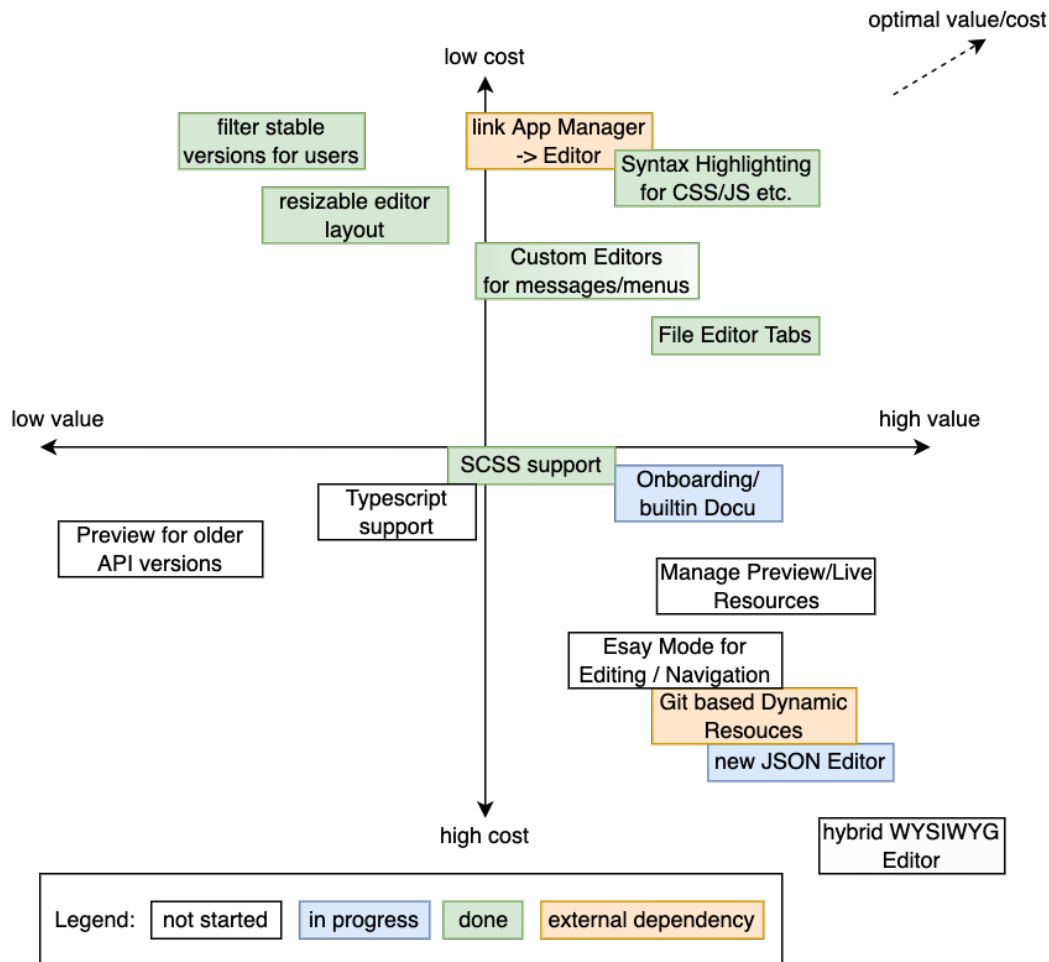 optimal value/cost
low cost
filter stable
versions for users
link App Manager
-> Editor
Syntax Highlighting
for CSS/JS etc.
resizable editor
layout
Custom Editors
for messages/menus
File Editor Tabs
low value
high value
SCSS support
Onboarding/
builtin Docu
Typescript
support
Preview for older
API versions
Manage Preview/Live
Resources
Esay Mode for
Editing / Navigation
Git based Dynamic
Resouces
new JSON Editor
high cost
hybrid WYSIWYG
Editor
Legend: not started in progress done external dependency